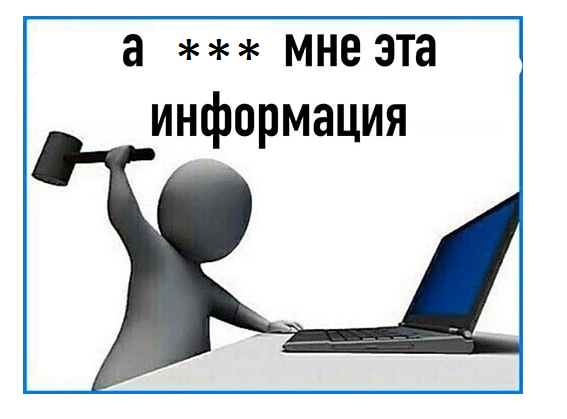 а *** мне эта
информация